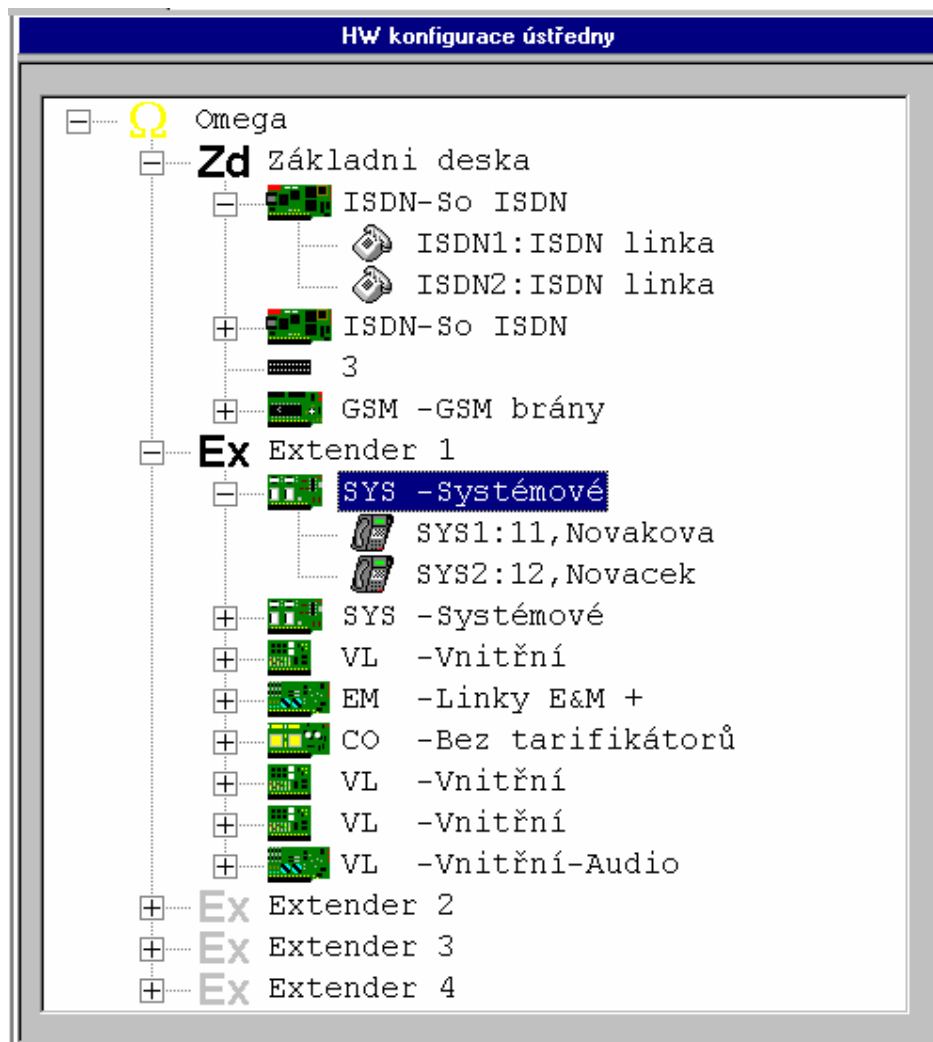 HW konfigurace ústředny
Ω Omega
Zd Základni deska
ISDN-So ISDN
ISDN1:ISDN linka
ISDN2:ISDN linka
ISDN-So ISDN
3
GSM -GSM brány
Ex Extender 1
SYS -Systémové
SYS1:11,Novakova
SYS2:12,Novacek
SYS -Systémové
VL -Vnitřní
EM -Linky E&M +
CO -Bez tarifikátorů
VL -Vnitřní
VL -Vnitřní
VL -Vnitřní-Audio
Ex Extender 2
Ex Extender 3
Ex Extender 4